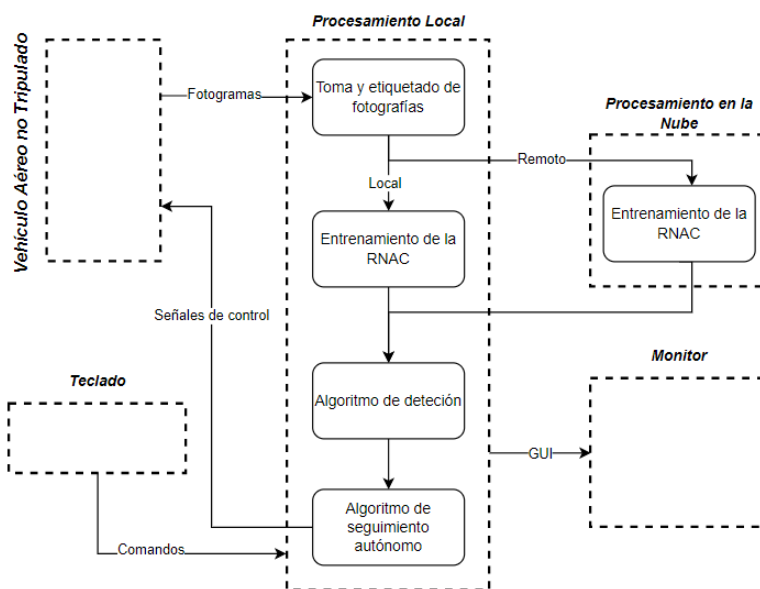 Procesamiento Local
Vehículo Aéreo no Tripulado
Fotogramas
Toma y etiquetado de
fotografías
Procesamiento en la
Nube
Remoto
Local
Entrenamiento de la
RNAC
Entrenamiento de la
RNAC
Señales de control
Teclado
Algoritmo de deteción
Monitor
GUI
Algoritmo de
seguimiento
autónomo
Comandos